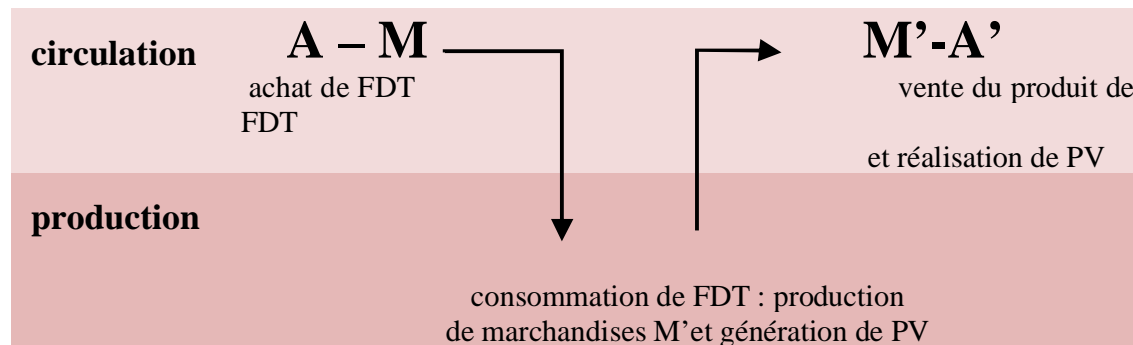 circulation A – M M’-A’
achat de FDT vente du produit de
FDT
et réalisation de PV
production
consommation de FDT : production
de marchandises M’et génération de PV